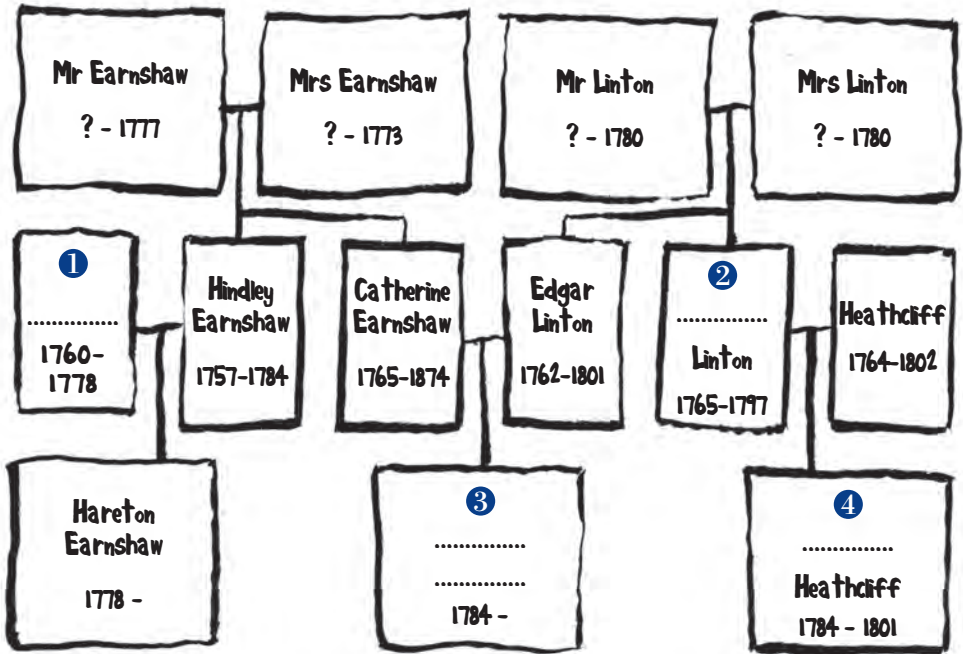 Mr Earnshaw
? - 1777
Mrs Earnshaw
? - 1773
Mr Linton
? - 1780
Mrs Linton
? - 1780
1
...............
1760-
1778
Hindley
Earnshaw
1757-1784
Catherine
Earnshaw
1765-1874
Edgar
Linton
1762-1801
2
...............
Linton
1765-1797
Heathcliff
1764-1802
Hareton
Earnshaw
1778 -
3
...............
...............
1784 -
4
...............
Heathcliff
1784 - 1801